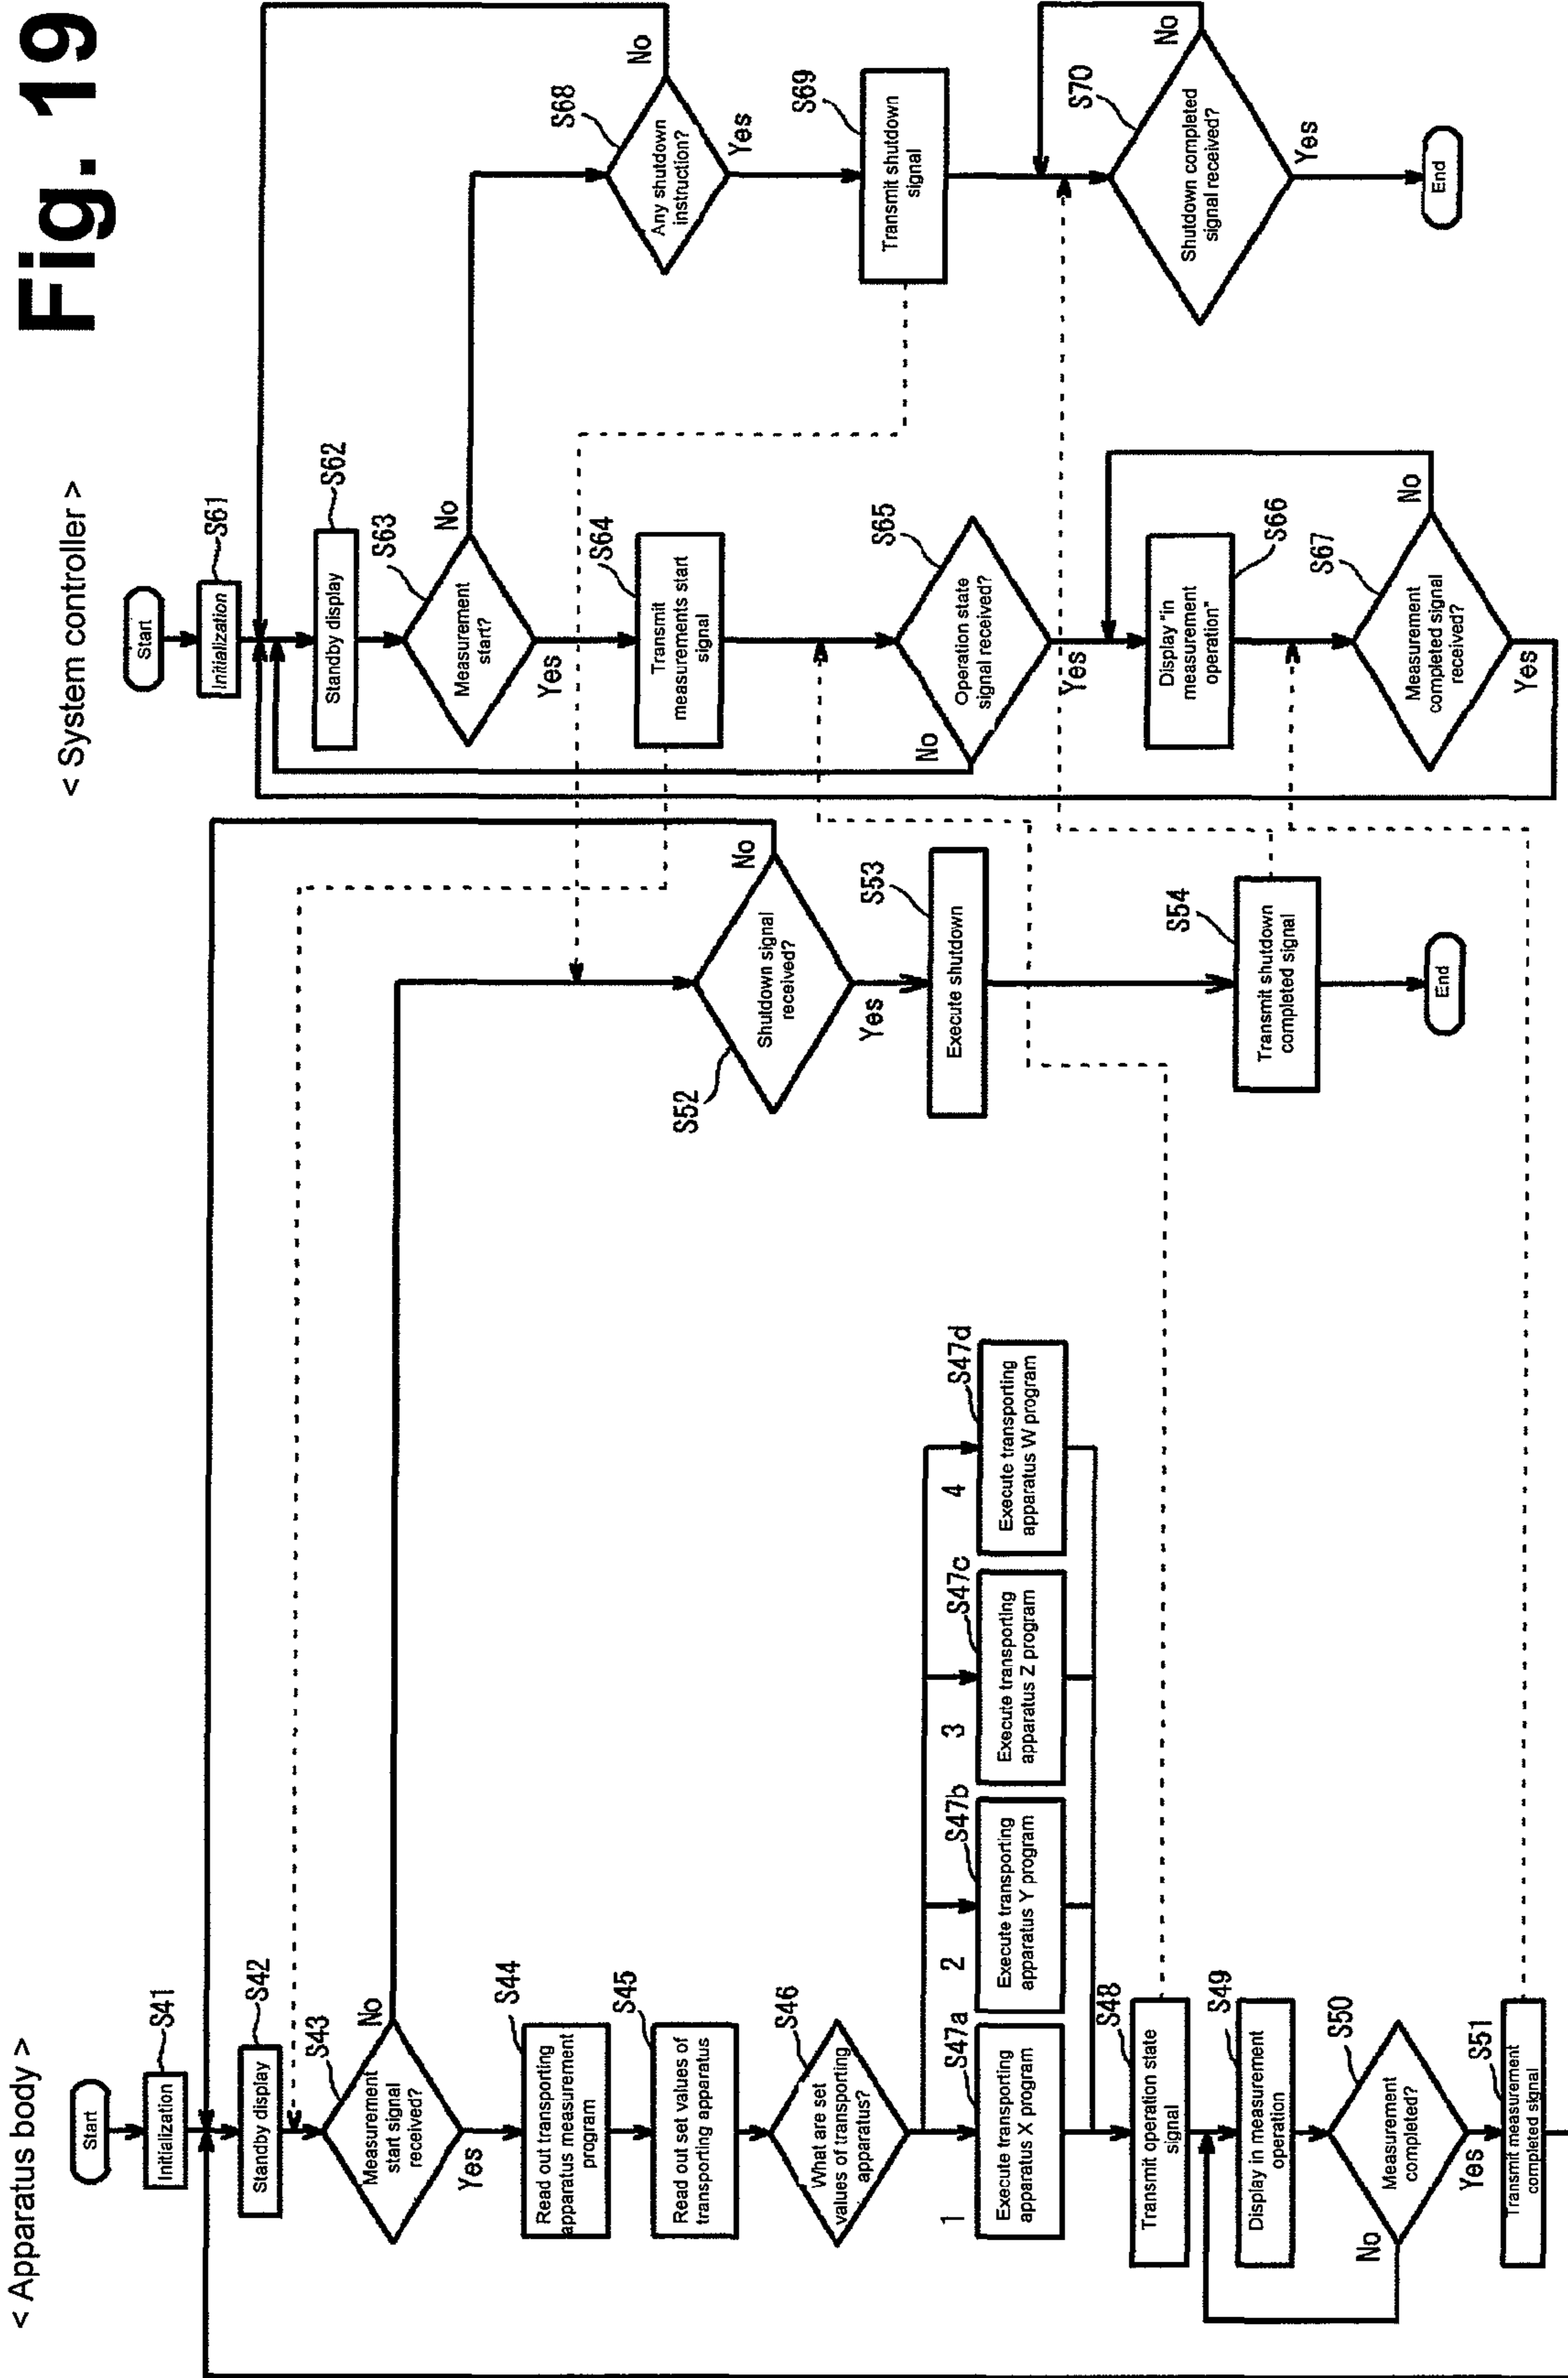 Fig. 19
< Apparatus body >
Start
Initialization
S41
Standby display
S42
Measurement
start signal
received?
S43
No
Yes
Read out transporting
apparatus measurement
program
S44
Read out set values of
transporting apparatus
S45
What are set
values of transporting
apparatus?
S46
1
Execute transporting
apparatus X program
S47a
2
Execute transporting
apparatus Y program
S47b
3
Execute transporting
apparatus Z program
S47c
4
Execute transporting
apparatus W program
S47d
Transmit operation state
signal
S48
Display in measurement
operation
S49
Measurement
completed?
S50
No
Yes
Transmit measurement
completed signal
S51
Shutdown signal
received?
S52
No
Yes
Execute shutdown
S53
Transmit shutdown
completed signal
S54
End
< System controller >
Start
Initialization
S61
Standby display
S62
Measurement
start?
S63
No
Yes
Transmit
measurements start
signal
S64
Operation state
signal received?
S65
No
Yes
Display "in
measurement
operation"
S66
Measurement
completed signal
received?
S67
No
Yes
Any shutdown
instruction?
S68
No
Yes
Transmit shutdown
signal
S69
Shutdown completed
signal received?
S70
No
Yes
End